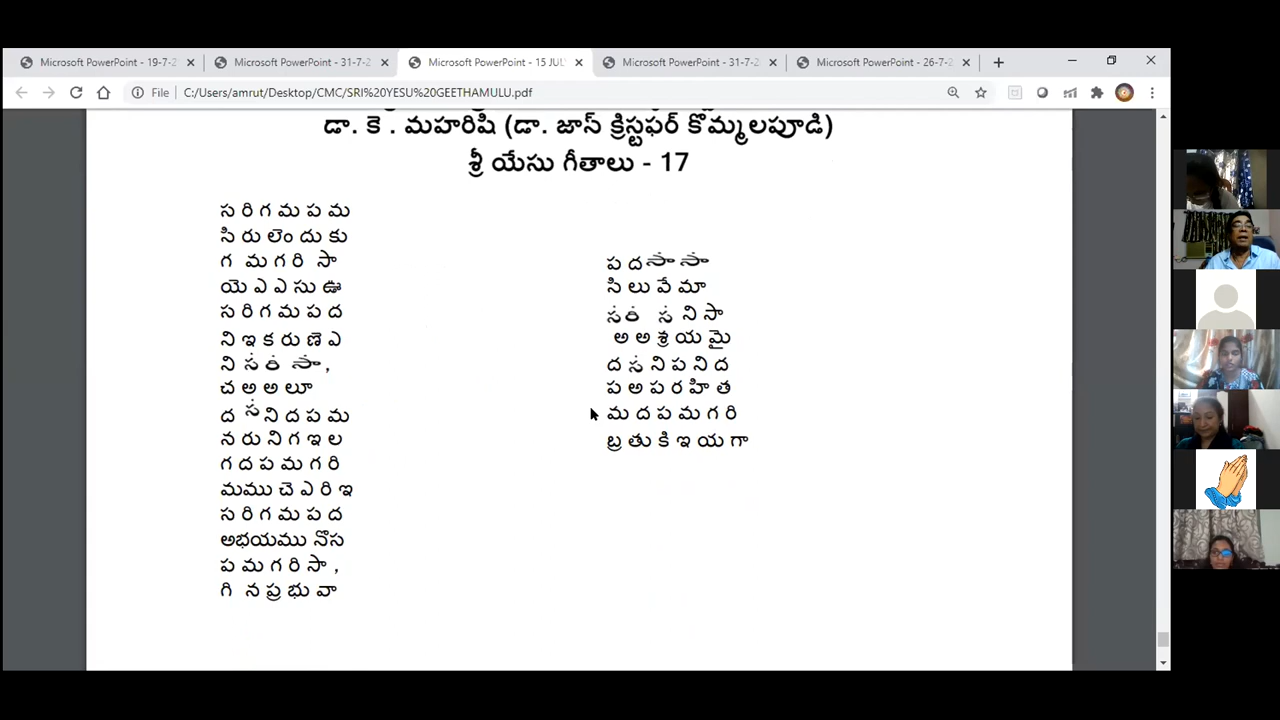 Microsoft PowerPoint - 19-7-2
Microsoft PowerPoint - 31-7-2
Microsoft PowerPoint - 15 JUL
Microsoft PowerPoint - 31-7-2
Microsoft PowerPoint - 26-7-2
File C:/Users/amrut/Desktop/CMC/SRI%20YESU%20GEETHAMULU.pdf
డా. కె . మహరిషి (డా. జాస్ క్రిస్టఫర్ కొమ్మలపూడి)
శ్రీ యేసు గీతాలు - 17
స రి గ మ ప మ
సి రు లెం దు కు
గ మ గ రి సా
యె ఎ ఎ సు ఊ
స రి గ మ ప ద
ని ఇ క రు ణె ఎ
ని స రి సా ,
చ అ అ లూ
ద స ని ద ప మ
న రు ని గ ఇ ల
గ ద ప మ గ రి
మము చె ఎ రి ఇ
స రి గ మ ప ద
అభయము నొస
ప మ గ రి సా ,
గి న ప్ర భు వా
ప ద సా సా
సి లు వే మా
స రి స ని సా
అ అ శ్ర య మై
ద స ని ప ని ద
ప అ ప ర హి త
మ ద ప మ గ రి
బ్ర తు కి ఇ య గా